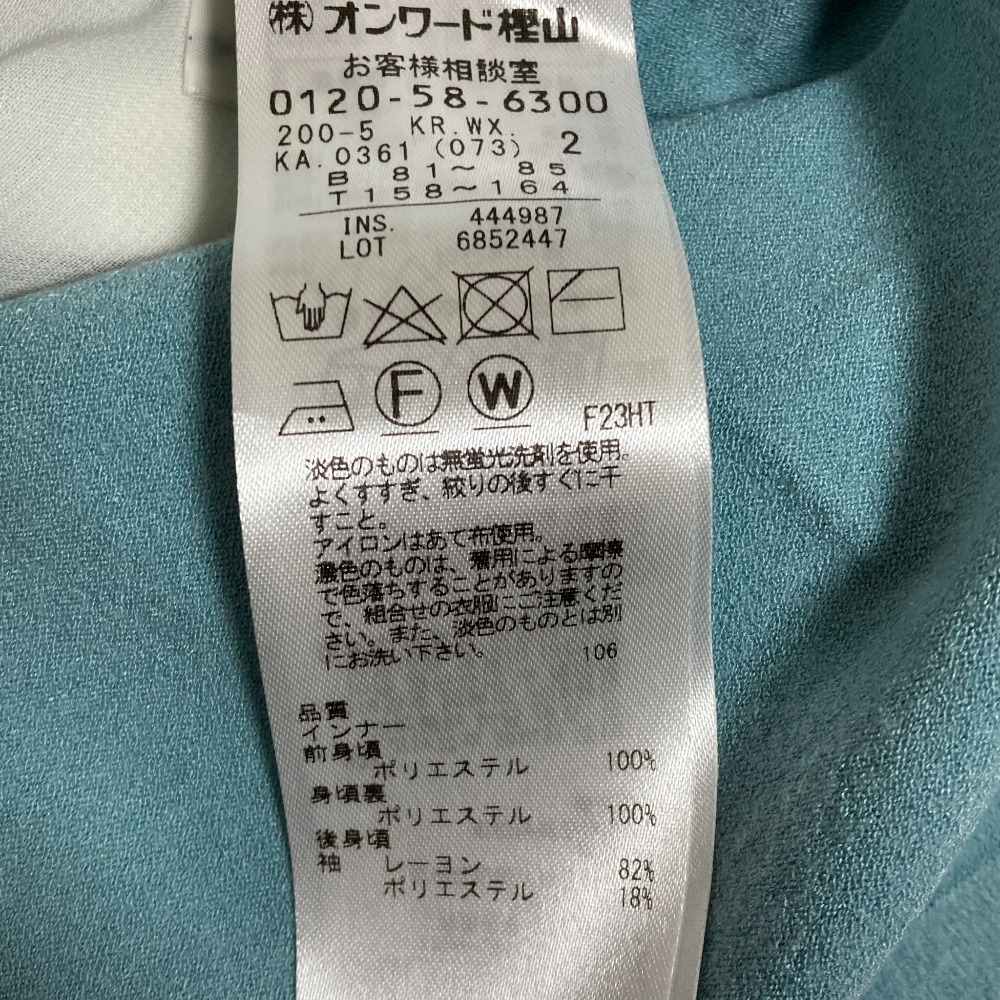 ㈱オンワード樫山
お客様相談室
0120-58-6300
200-5 KR.WX.
KA.0361 (073) 2
B 81〜 85
T 158〜164
INS. 444987
LOT 6852447
F W
F23HT
淡色のものは無蛍光洗剤を使用。
よくすすぎ、絞りの後すぐに干
すこと。
アイロンはあて布使用。
濃色のものは、着用による摩擦
で色落ちすることがありますの
で、組合せの衣服にご注意くだ
さい。また、淡色のものとは別
にお洗い下さい。 106
品質
インナー
前身頃
ポリエステル 100%
身頃裏
ポリエステル 100%
後身頃
袖 レーヨン 82%
ポリエステル 18%